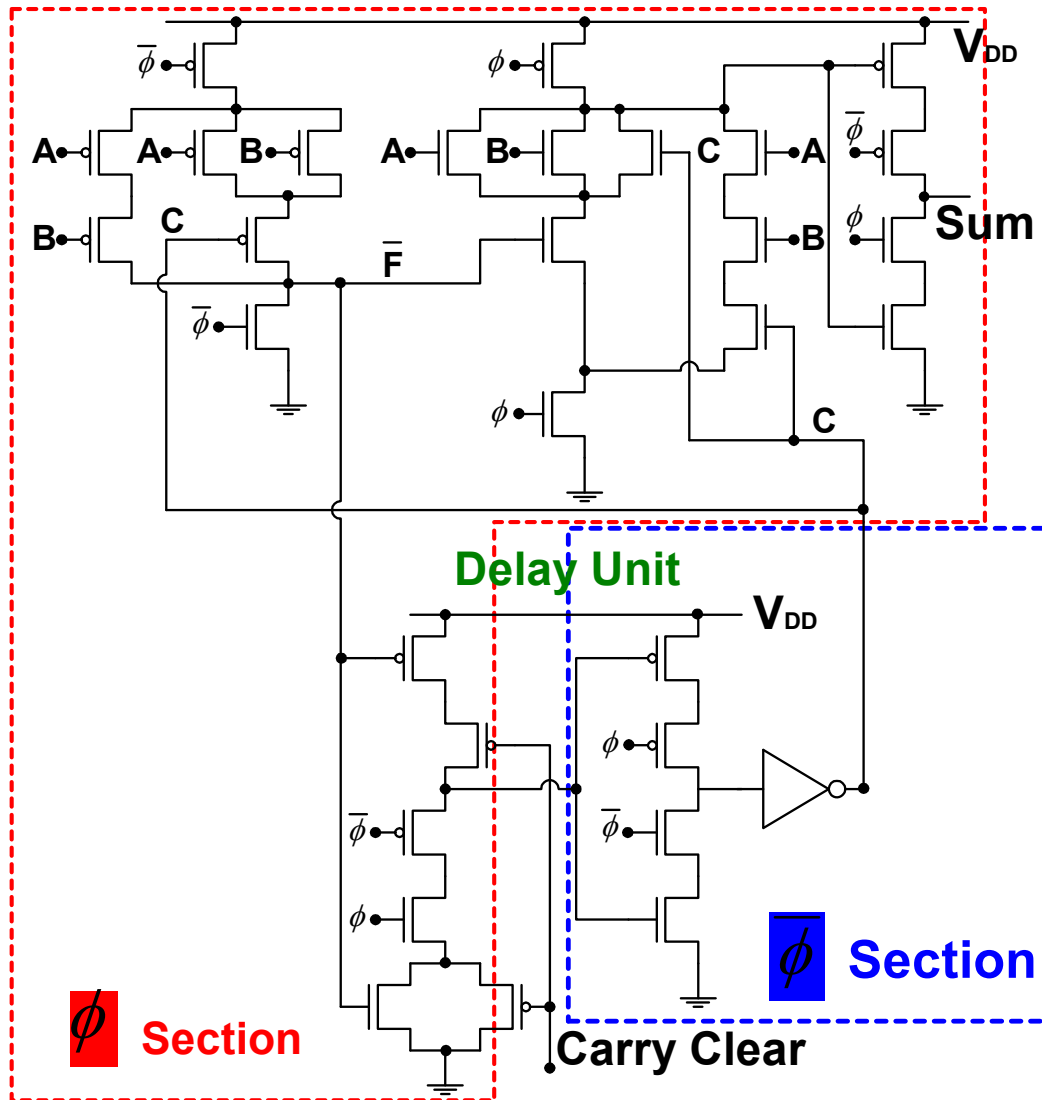 V_DD
ϕ̄
ϕ
A
A
B
A
B
C
A
ϕ̄
B
C
F̄
B
ϕ
Sum
ϕ̄
ϕ
C
Delay Unit
V_DD
ϕ
ϕ̄
ϕ̄
ϕ
ϕ̄ Section
ϕ Section
Carry Clear